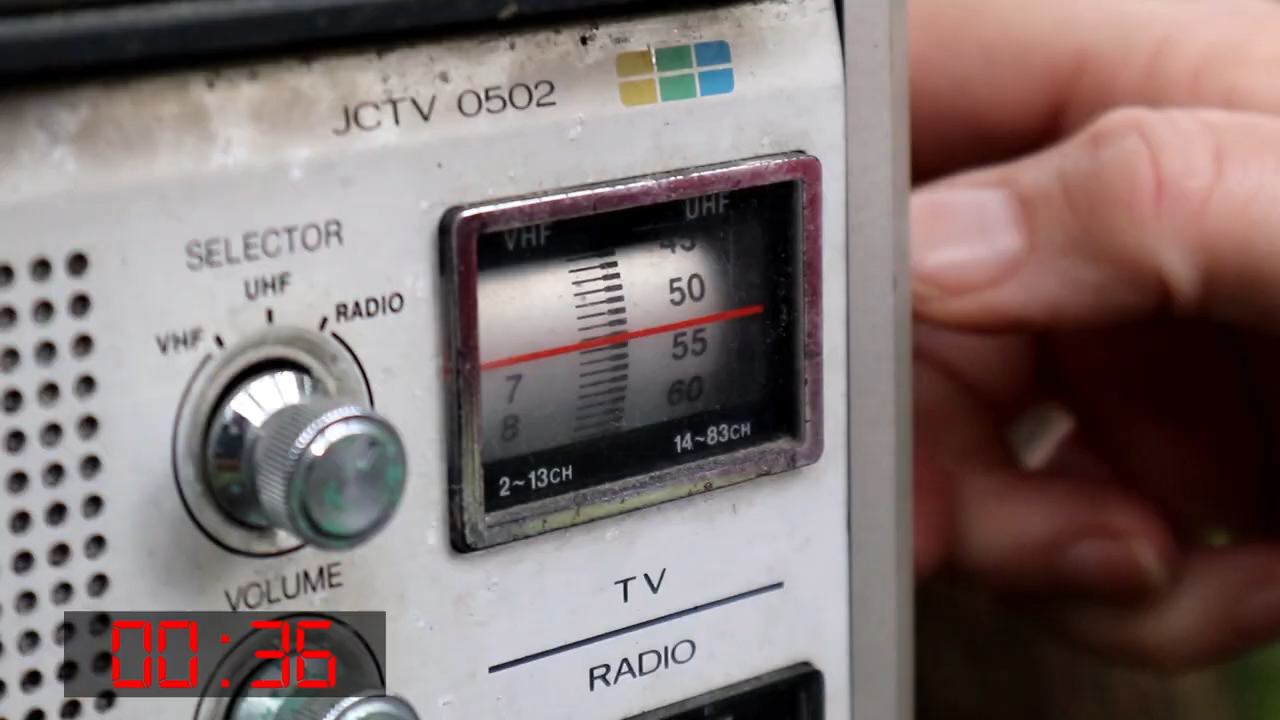 JCTV 0502
SELECTOR
VHF UHF RADIO
VHF UHF
45
50
55
7 60
8
2~13CH 14~83CH
VOLUME
TV
RADIO
00:36